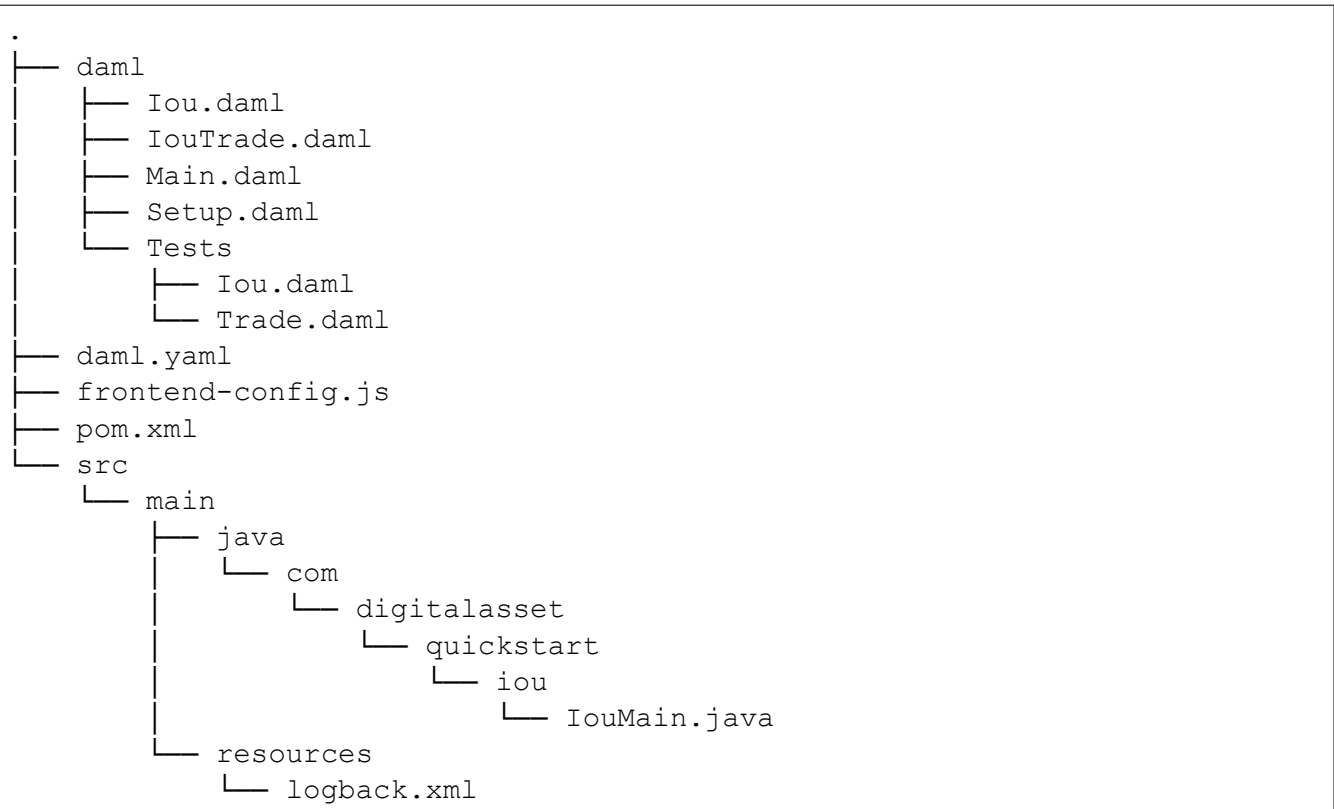 .
├── daml
│   ├── Iou.daml
│   ├── IouTrade.daml
│   ├── Main.daml
│   ├── Setup.daml
│   └── Tests
│       ├── Iou.daml
│       └── Trade.daml
├── daml.yaml
├── frontend-config.js
├── pom.xml
└── src
    └── main
        ├── java
        │   └── com
        │       └── digitalasset
        │           └── quickstart
        │               └── iou
        │                   └── IouMain.java
        └── resources
            └── logback.xml